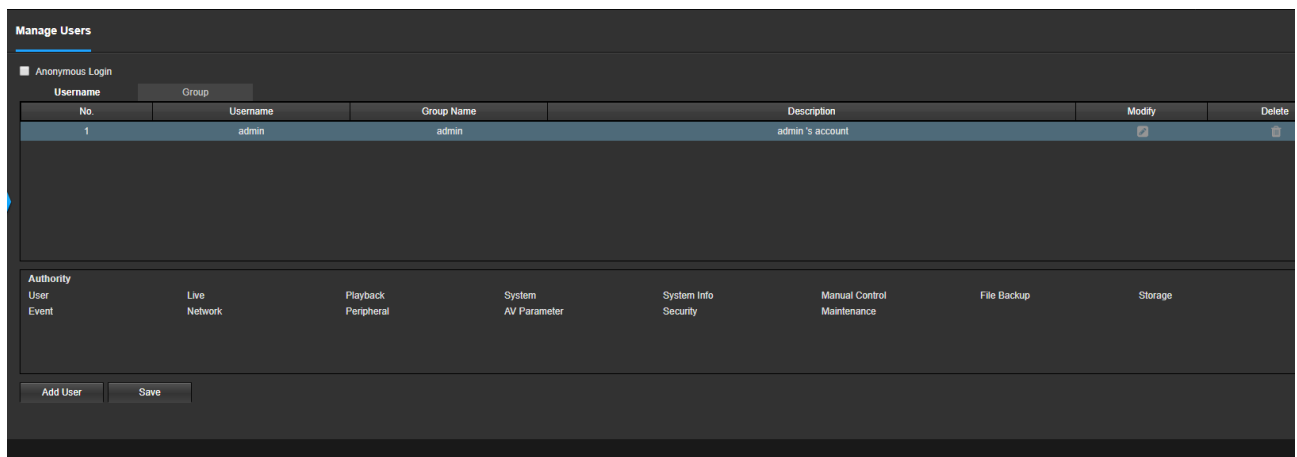 Manage Users
Anonymous Login
Username Group
No. Username Group Name Description Modify Delete
1 admin admin admin 's account
Authority
User Live Playback System System Info Manual Control File Backup Storage
Event Network Peripheral AV Parameter Security Maintenance
Add User Save